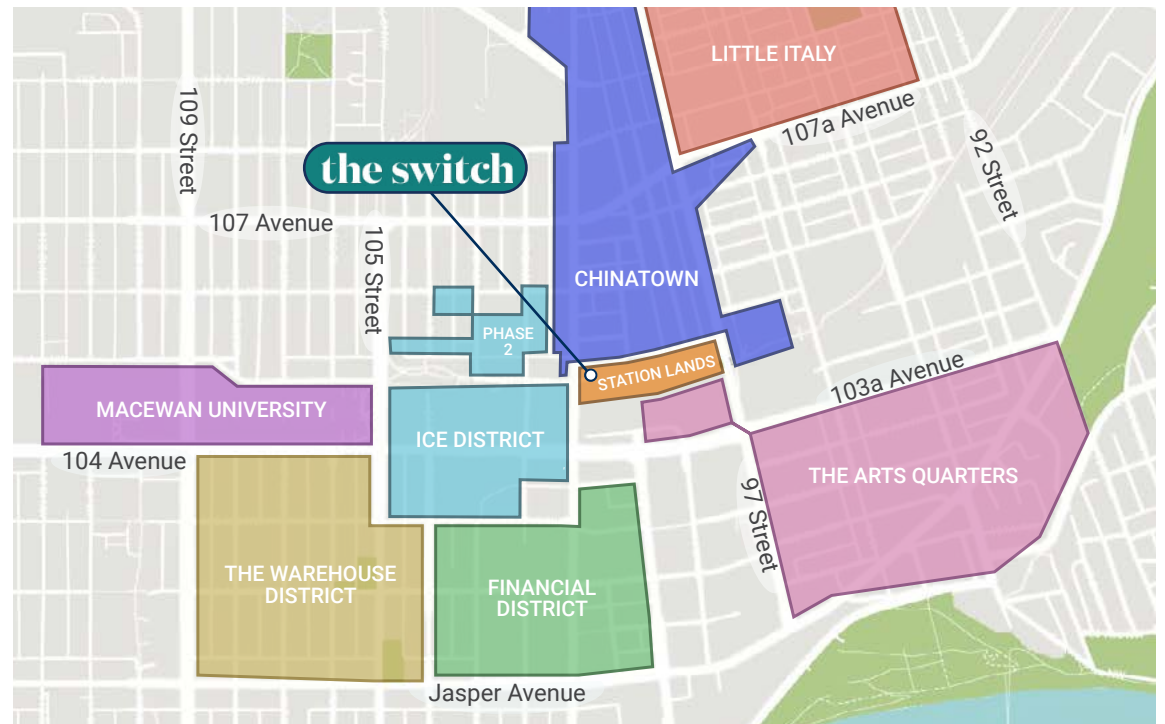 LITTLE ITALY
107a Avenue
109 Street
92 Street
the switch
107 Avenue
105 Street
CHINATOWN
PHASE
2
STATION LANDS
103a Avenue
MACEWAN UNIVERSITY
ICE DISTRICT
104 Avenue
THE ARTS QUARTERS
97 Street
THE WAREHOUSE
DISTRICT
FINANCIAL
DISTRICT
Jasper Avenue